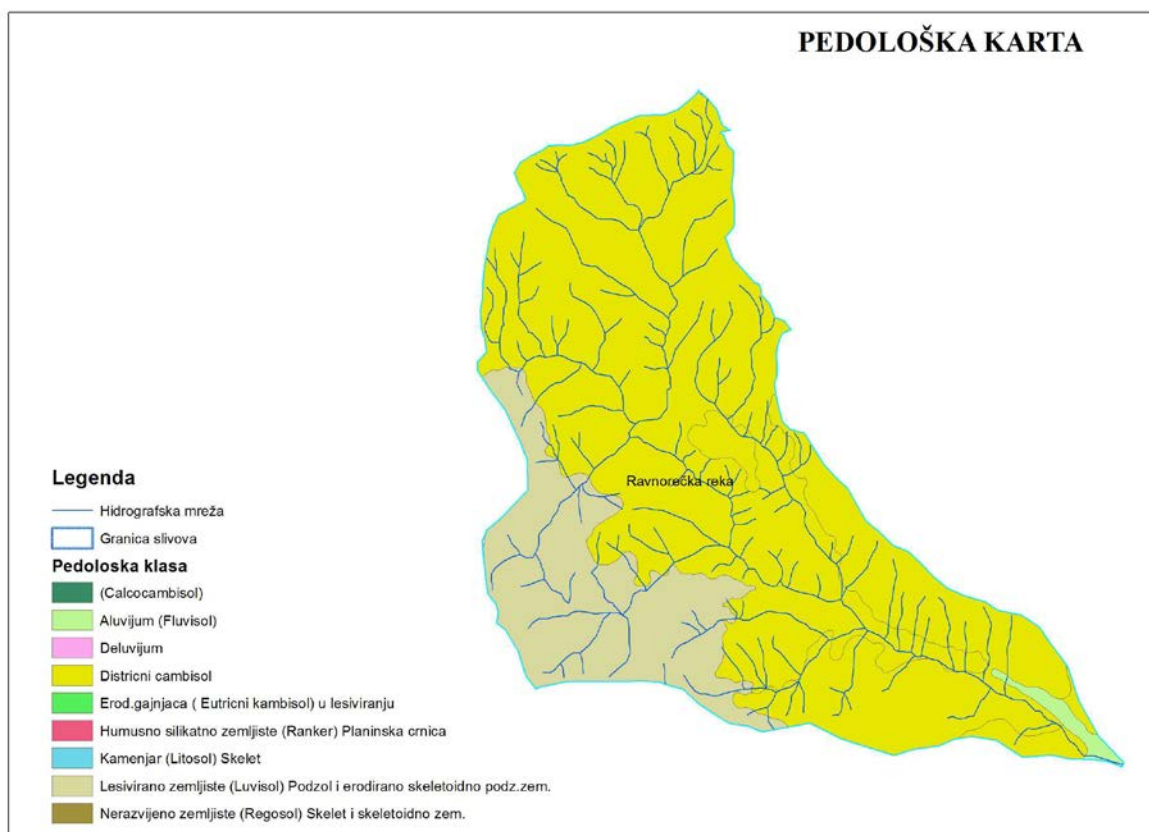 PEDOLOŠKA KARTA
Ravnorečka reka
Legenda
Hidrografska mreža
Granica slivova
Pedoloska klasa
(Calcocambisol)
Aluvijum (Fluvisol)
Deluvijum
Districni cambisol
Erod.gajnjaca ( Eutricni kambisol) u lesiviranju
Humusno silikatno zemljiste (Ranker) Planinska crnica
Kamenjar (Litosol) Skelet
Lesivirano zemljiste (Luvisol) Podzol i erodirano skeletoidno podz.zem.
Nerazvijeno zemljiste (Regosol) Skelet i skeletoidno zem.